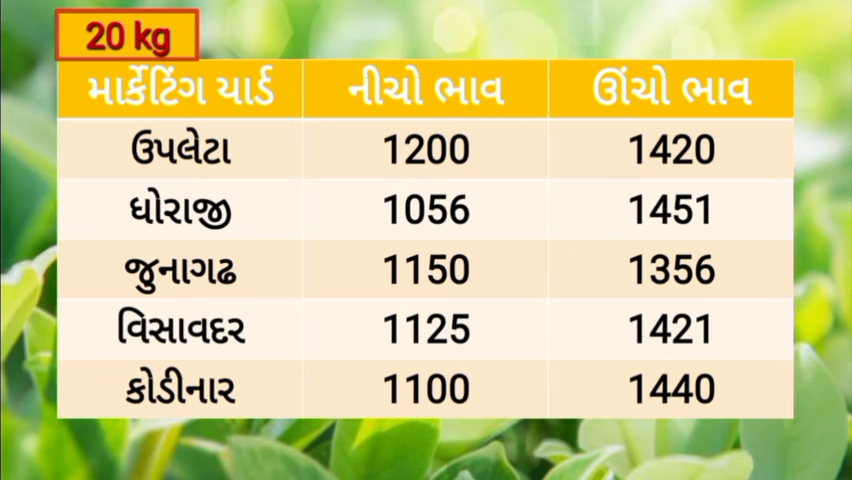 20 kg
માર્કેટિંગ યાર્ડ નીચો ભાવ ઊંચો ભાવ
ઉપલેટા 1200 1420
ધોરાજી 1056 1451
જુનાગઢ 1150 1356
વિસાવદર 1125 1421
કોડીનાર 1100 1440